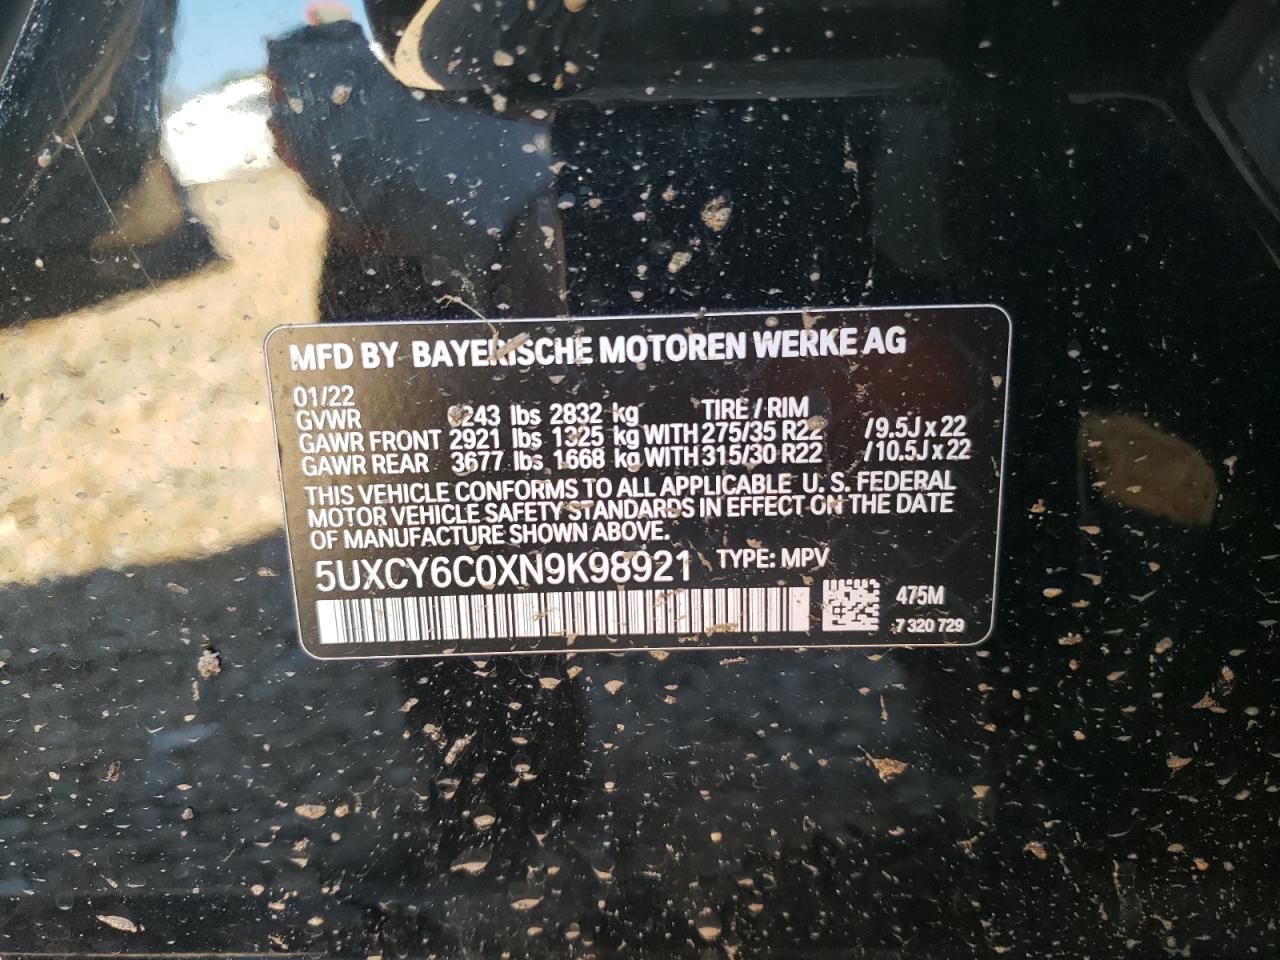 MFD BY BAYERISCHE MOTOREN WERKE AG
01/22
GVWR 6243 lbs 2832 kg TIRE / RIM
GAWR FRONT 2921 lbs 1325 kg WITH 275/35 R22 /9.5J x 22
GAWR REAR 3677 lbs 1668 kg WITH 315/30 R22 /10.5J x 22
THIS VEHICLE CONFORMS TO ALL APPLICABLE U. S. FEDERAL
MOTOR VEHICLE SAFETY STANDARDS IN EFFECT ON THE DATE
OF MANUFACTURE SHOWN ABOVE.
5UXCY6C0XN9K98921 TYPE: MPV
475M
7 320 729